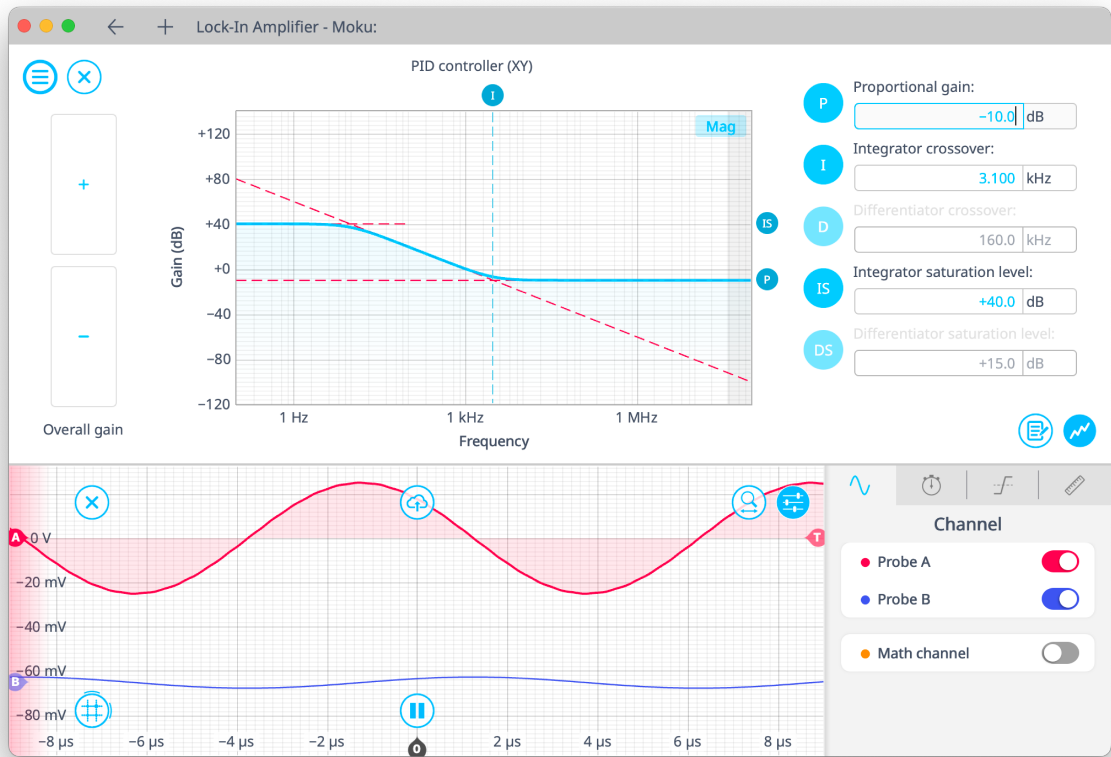 Lock-In Amplifier - Moku:
PID controller (XY)
I
+
−
Overall gain
Mag
+120
+80
+40
+0
−40
−80
−120
Gain (dB)
IS
P
1 Hz
1 kHz
1 MHz
Frequency
P
Proportional gain:
−10.0 dB
I
Integrator crossover:
3.100 kHz
D
Differentiator crossover:
160.0 kHz
IS
Integrator saturation level:
+40.0 dB
DS
Differentiator saturation level:
+15.0 dB
A
0 V
T
−20 mV
−40 mV
−60 mV
B
−80 mV
−8 µs
−6 µs
−4 µs
−2 µs
0
2 µs
4 µs
6 µs
8 µs
Channel
Probe A
Probe B
Math channel